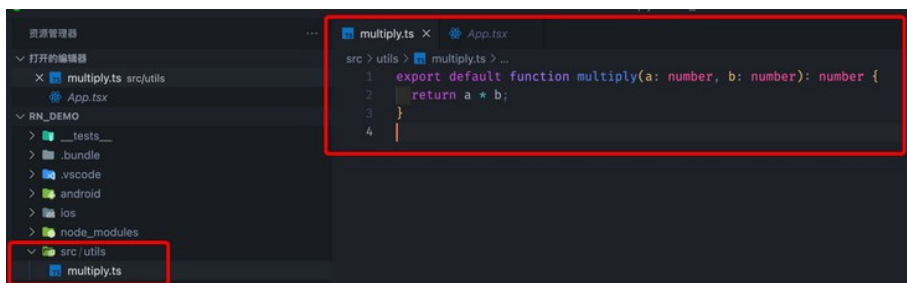 资源管理器 ...
打开的编辑器
multiply.ts src/utils
App.tsx
RN_DEMO
__tests__
.bundle
.vscode
android
ios
node_modules
src / utils
multiply.ts
multiply.ts App.tsx
src > utils > multiply.ts > ...
1 export default function multiply(a: number, b: number): number {
2 return a * b;
3 }
4